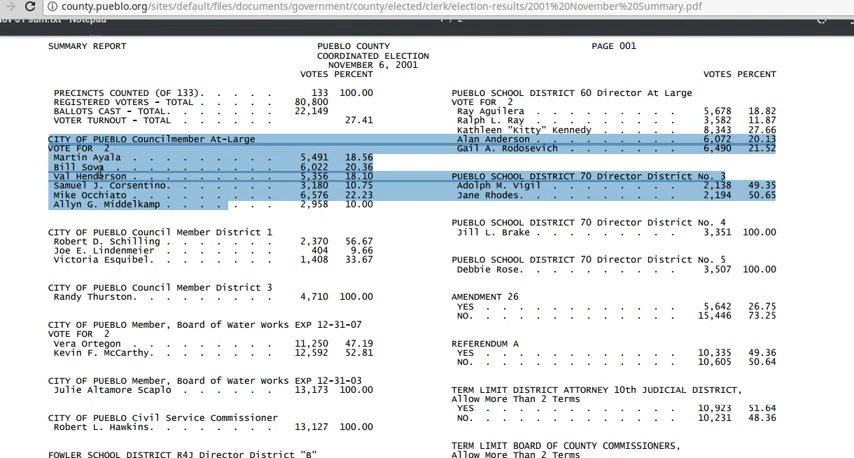 county.pueblo.org/sites/default/files/documents/government/county/elected/clerk/election-results/2001%20November%20Summary.pdf
SUMMARY REPORT PUEBLO COUNTY PAGE 001
COORDINATED ELECTION
NOVEMBER 6, 2001
VOTES PERCENT
PRECINCTS COUNTED (OF 133). . . . . 133 100.00
REGISTERED VOTERS - TOTAL . . . . . 80,800
BALLOTS CAST - TOTAL. . . . . . . 22,149
VOTER TURNOUT - TOTAL . . . . . . 27.41
CITY OF PUEBLO Councilmember At-Large
VOTE FOR 2
Martin Ayala . . . . . . . . . 5,491 18.56
Bill Sova . . . . . . . . . . 6,022 20.36
Val Henderson . . . . . . . . . 5,356 18.10
Samuel J. Corsentino. . . . . . . 3,180 10.75
Mike Occhiato . . . . . . . . . 6,576 22.23
Allyn G. Middelkamp . . . . . . . 2,958 10.00
CITY OF PUEBLO Council Member District 1
Robert D. Schilling . . . . . . . 2,370 56.67
Joe E. Lindenmeier . . . . . . . 404 9.66
Victoria Esquibel. . . . . . . . 1,408 33.67
CITY OF PUEBLO Council Member District 3
Randy Thurston. . . . . . . . . 4,710 100.00
CITY OF PUEBLO Member, Board of Water Works EXP 12-31-07
VOTE FOR 2
Vera Ortegon . . . . . . . . . 11,250 47.19
Kevin F. McCarthy. . . . . . . . 12,592 52.81
CITY OF PUEBLO Member, Board of Water Works EXP 12-31-03
Julie Altamore Scaplo . . . . . . 13,173 100.00
CITY OF PUEBLO Civil Service Commissioner
Robert L. Hawkins. . . . . . . . 13,127 100.00
FOWLER SCHOOL DISTRICT R4J Director District "B"
VOTES PERCENT
PUEBLO SCHOOL DISTRICT 60 Director At Large
VOTE FOR 2
Ray Aguilera . . . . . . . . . 5,678 18.82
Ralph L. Ray . . . . . . . . . 3,582 11.87
Kathleen "Kitty" Kennedy . . . . . 8,343 27.66
Alan Anderson . . . . . . . . . 6,072 20.13
Gail A. Rodosevich . . . . . . . 6,490 21.52
PUEBLO SCHOOL DISTRICT 70 Director District No. 3
Adolph M. Vigil . . . . . . . . 2,138 49.35
Jane Rhodes. . . . . . . . . . 2,194 50.65
PUEBLO SCHOOL DISTRICT 70 Director District No. 4
Jill L. Brake . . . . . . . . . 3,351 100.00
PUEBLO SCHOOL DISTRICT 70 Director District No. 5
Debbie Rose. . . . . . . . . . 3,507 100.00
AMENDMENT 26
YES . . . . . . . . . . . . 5,642 26.75
NO. . . . . . . . . . . . . 15,446 73.25
REFERENDUM A
YES . . . . . . . . . . . . 10,335 49.36
NO. . . . . . . . . . . . . 10,605 50.64
TERM LIMIT DISTRICT ATTORNEY 10th JUDICIAL DISTRICT,
Allow More Than 2 Terms
YES . . . . . . . . . . . . 10,923 51.64
NO. . . . . . . . . . . . . 10,231 48.36
TERM LIMIT BOARD OF COUNTY COMMISSIONERS,
Allow More Than 2 Terms